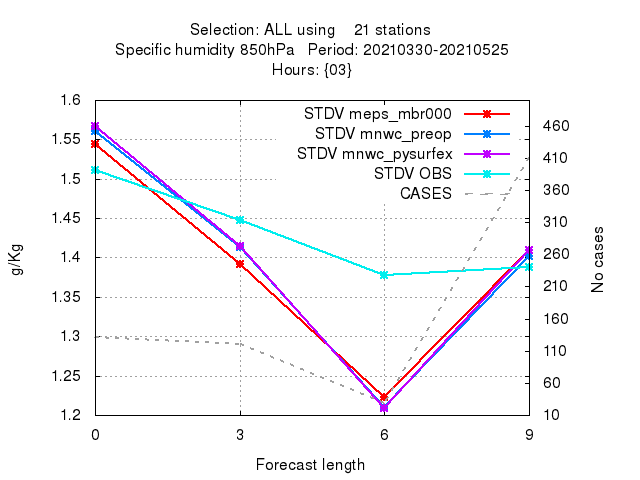 Selection: ALL using    21 stations
Specific humidity 850hPa   Period: 20210330-20210525
Hours: {03}
STDV meps_mbr000
STDV mnwc_preop
STDV mnwc_pysurfex
STDV OBS
CASES
1.6
1.55
1.5
1.45
1.4
1.35
1.3
1.25
1.2
g/Kg
460
410
360
310
260
210
160
110
60
10
No cases
0
3
6
9
Forecast length